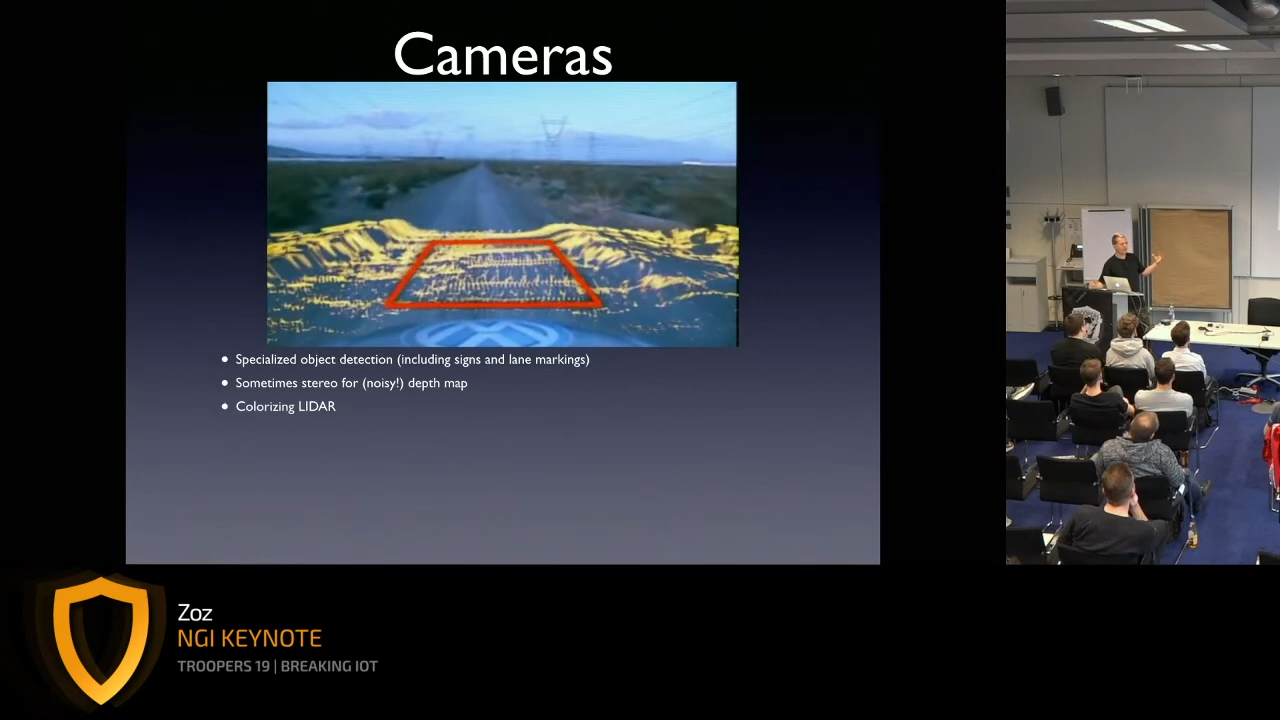 Cameras
Specialized object detection (including signs and lane markings)
Sometimes stereo for (noisy!) depth map
Colorizing LIDAR
Zoz
NGI KEYNOTE
TROOPERS 19 | BREAKING IOT